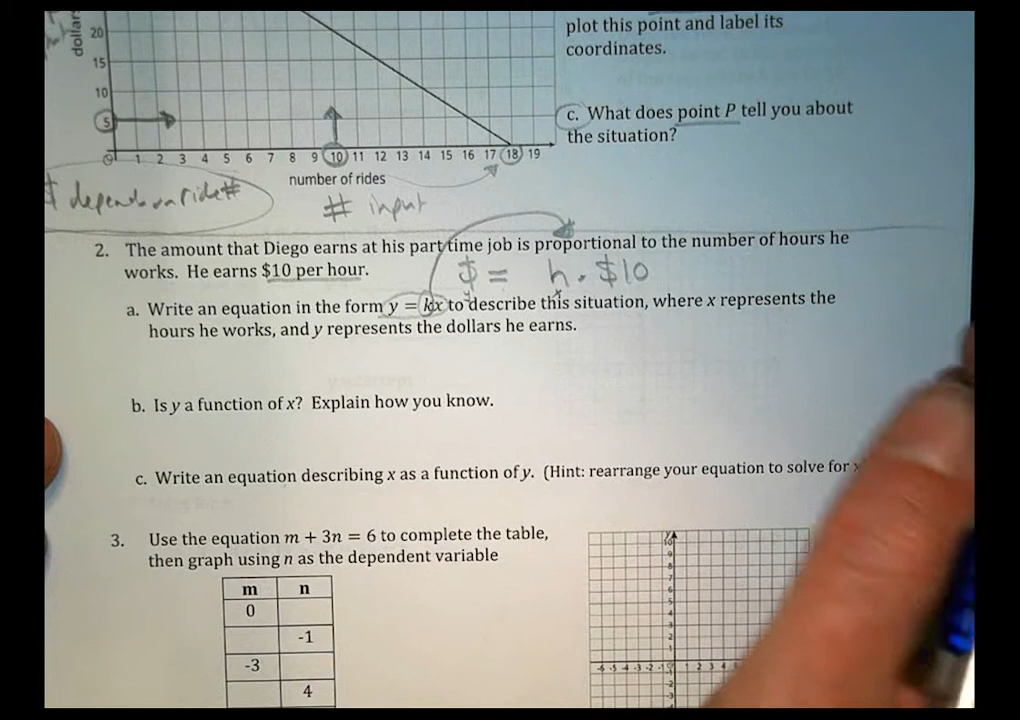 dollars
20
15
10
5
0 1 2 3 4 5 6 7 8 9 10 11 12 13 14 15 16 17 18 19
number of rides
plot this point and label its
coordinates.
c. What does point P tell you about
the situation?
$ depends on ride#
# input
2. The amount that Diego earns at his part time job is proportional to the number of hours he
works. He earns $10 per hour.
$ = h · $10
a. Write an equation in the form y = kx to describe this situation, where x represents the
hours he works, and y represents the dollars he earns.
b. Is y a function of x? Explain how you know.
c. Write an equation describing x as a function of y. (Hint: rearrange your equation to solve for x
3. Use the equation m + 3n = 6 to complete the table,
then graph using n as the dependent variable
m n
0
-1
-3
4